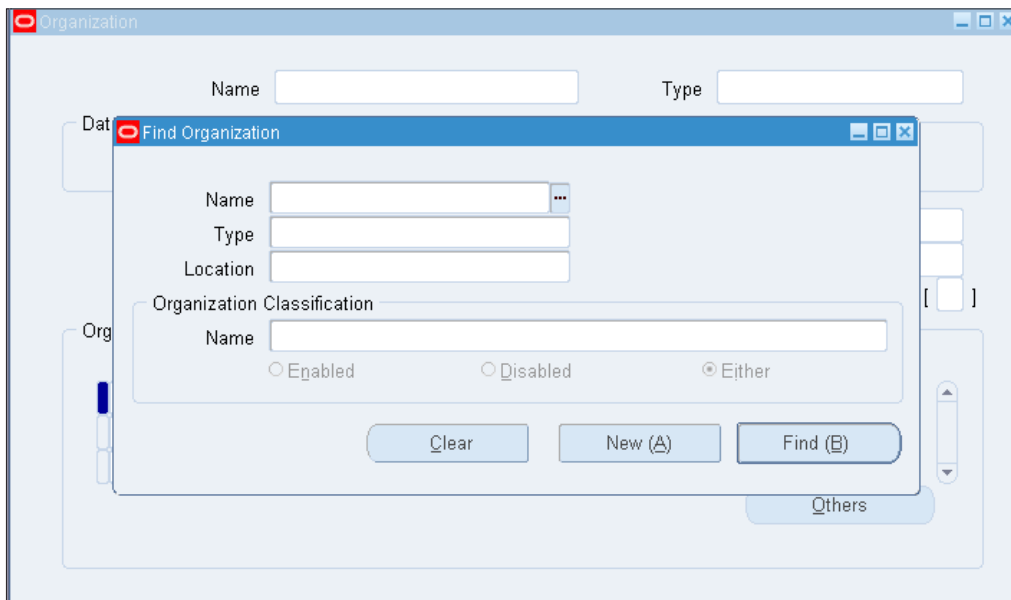 Organization
Name Type
Dat
Find Organization
Name ...
Type
Location
Organization Classification
Name
Enabled Disabled Either
Clear New (A) Find (B)
[ ]
Org
Others